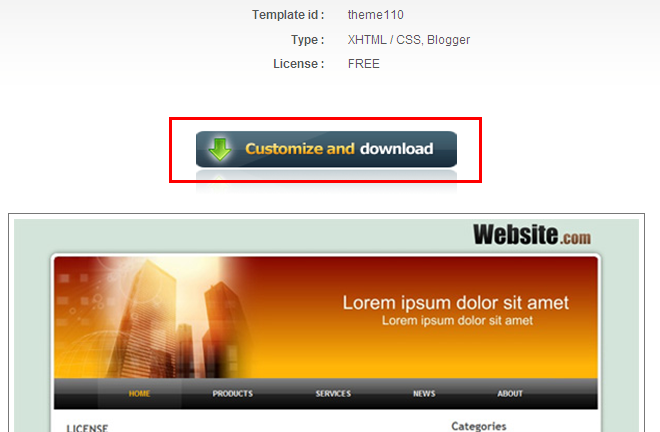 Template id : theme110
Type : XHTML / CSS, Blogger
License : FREE
Customize and download
Website.com
Lorem ipsum dolor sit amet
Lorem ipsum dolor sit amet
HOME PRODUCTS SERVICES NEWS ABOUT
LICENSE Categories